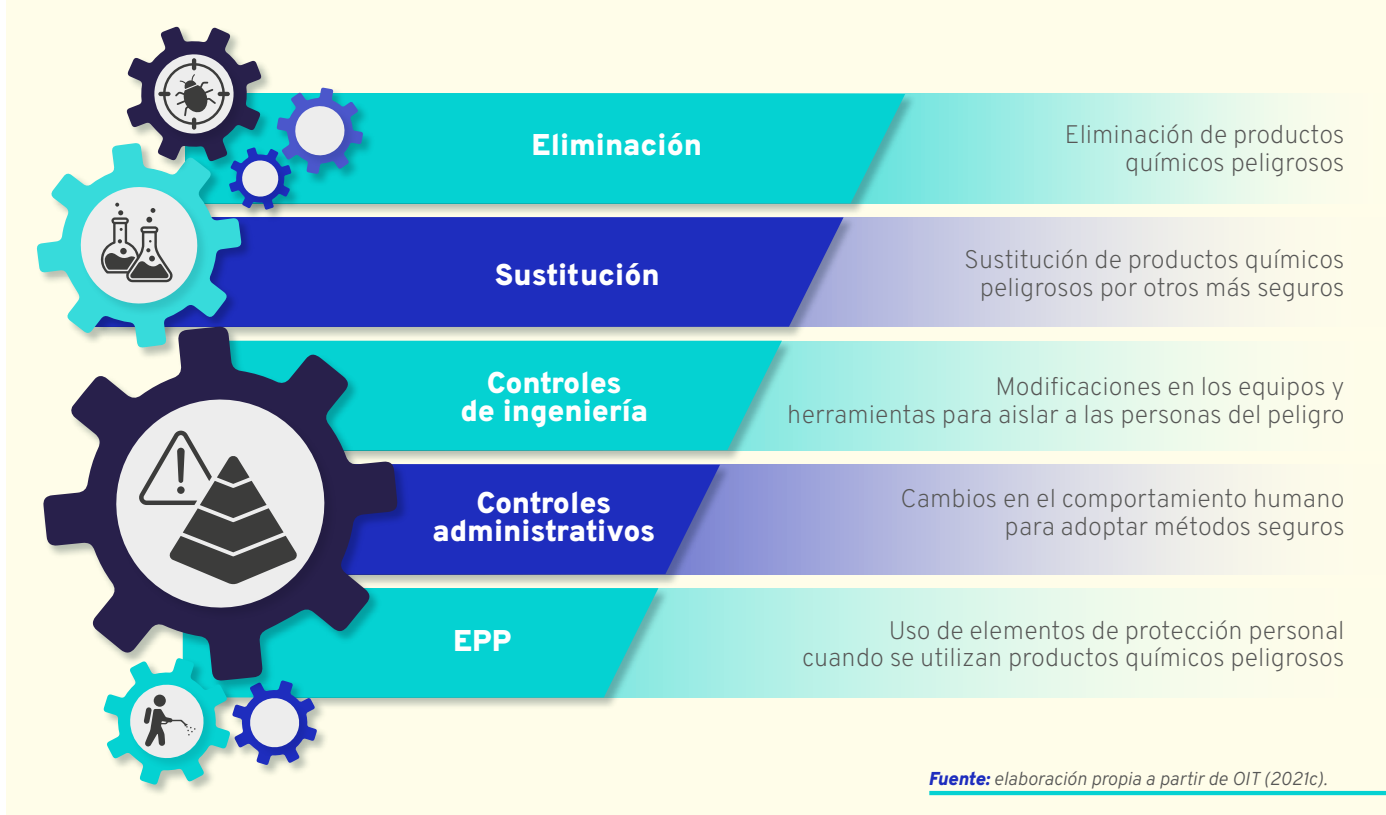 Eliminación
Eliminación de productos
químicos peligrosos
Sustitución
Sustitución de productos químicos
peligrosos por otros más seguros
Controles
de ingeniería
Modificaciones en los equipos y
herramientas para aislar a las personas del peligro
Controles
administrativos
Cambios en el comportamiento humano
para adoptar métodos seguros
EPP
Uso de elementos de protección personal
cuando se utilizan productos químicos peligrosos
Fuente: elaboración propia a partir de OIT (2021c).